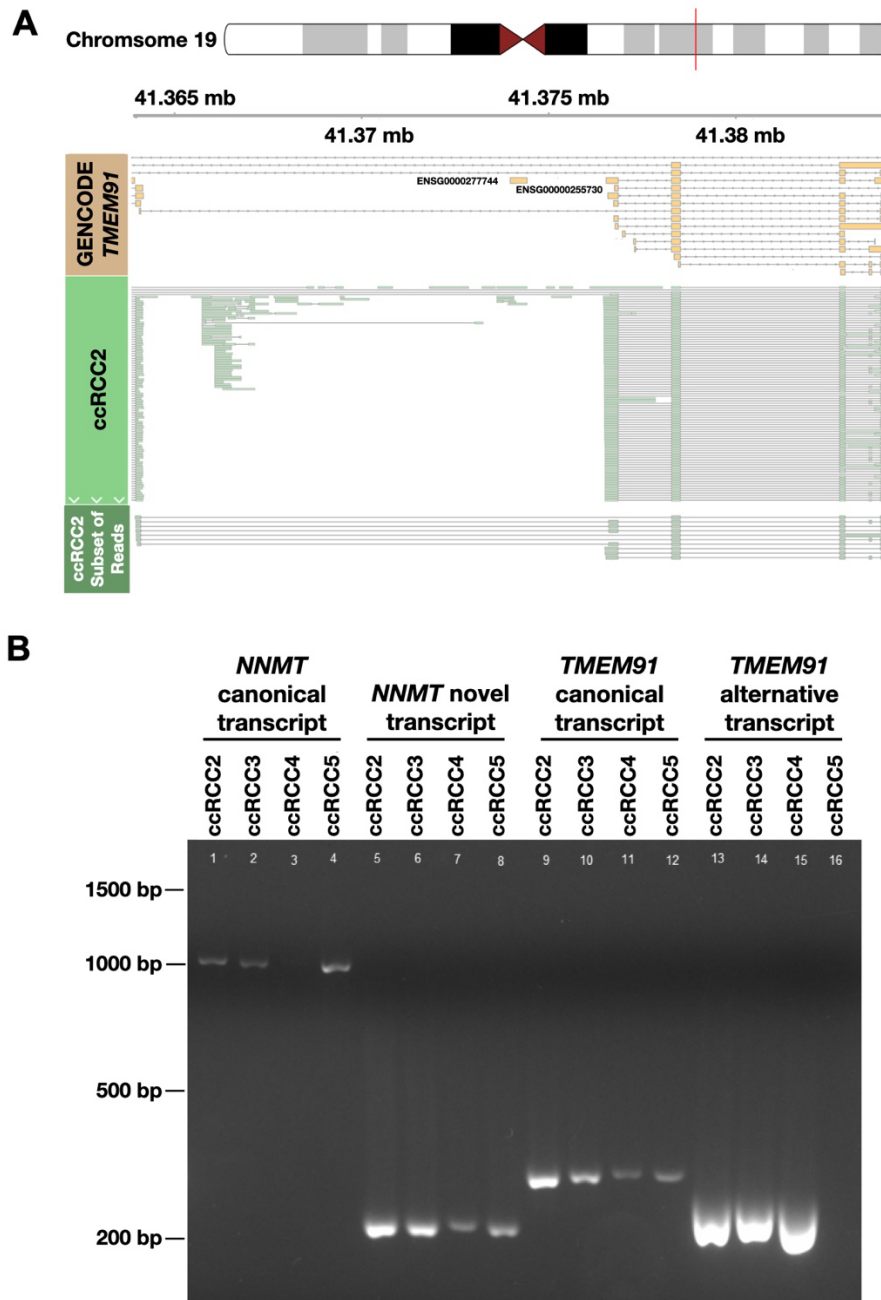 A
Chromsome 19
41.365 mb
41.375 mb
41.37 mb
41.38 mb
GENCODE
TMEM91
ENSG0000277744
ENSG0000255730
ccRCC2
ccRCC2
Subset of
Reads
B
NNMT
canonical
transcript
NNMT novel
transcript
TMEM91
canonical
transcript
TMEM91
alternative
transcript
ccRCC2
ccRCC3
ccRCC4
ccRCC5
ccRCC2
ccRCC3
ccRCC4
ccRCC5
ccRCC2
ccRCC3
ccRCC4
ccRCC5
ccRCC2
ccRCC3
ccRCC4
ccRCC5
1 2 3 4 5 6 7 8 9 10 11 12 13 14 15 16
1500 bp
1000 bp
500 bp
200 bp